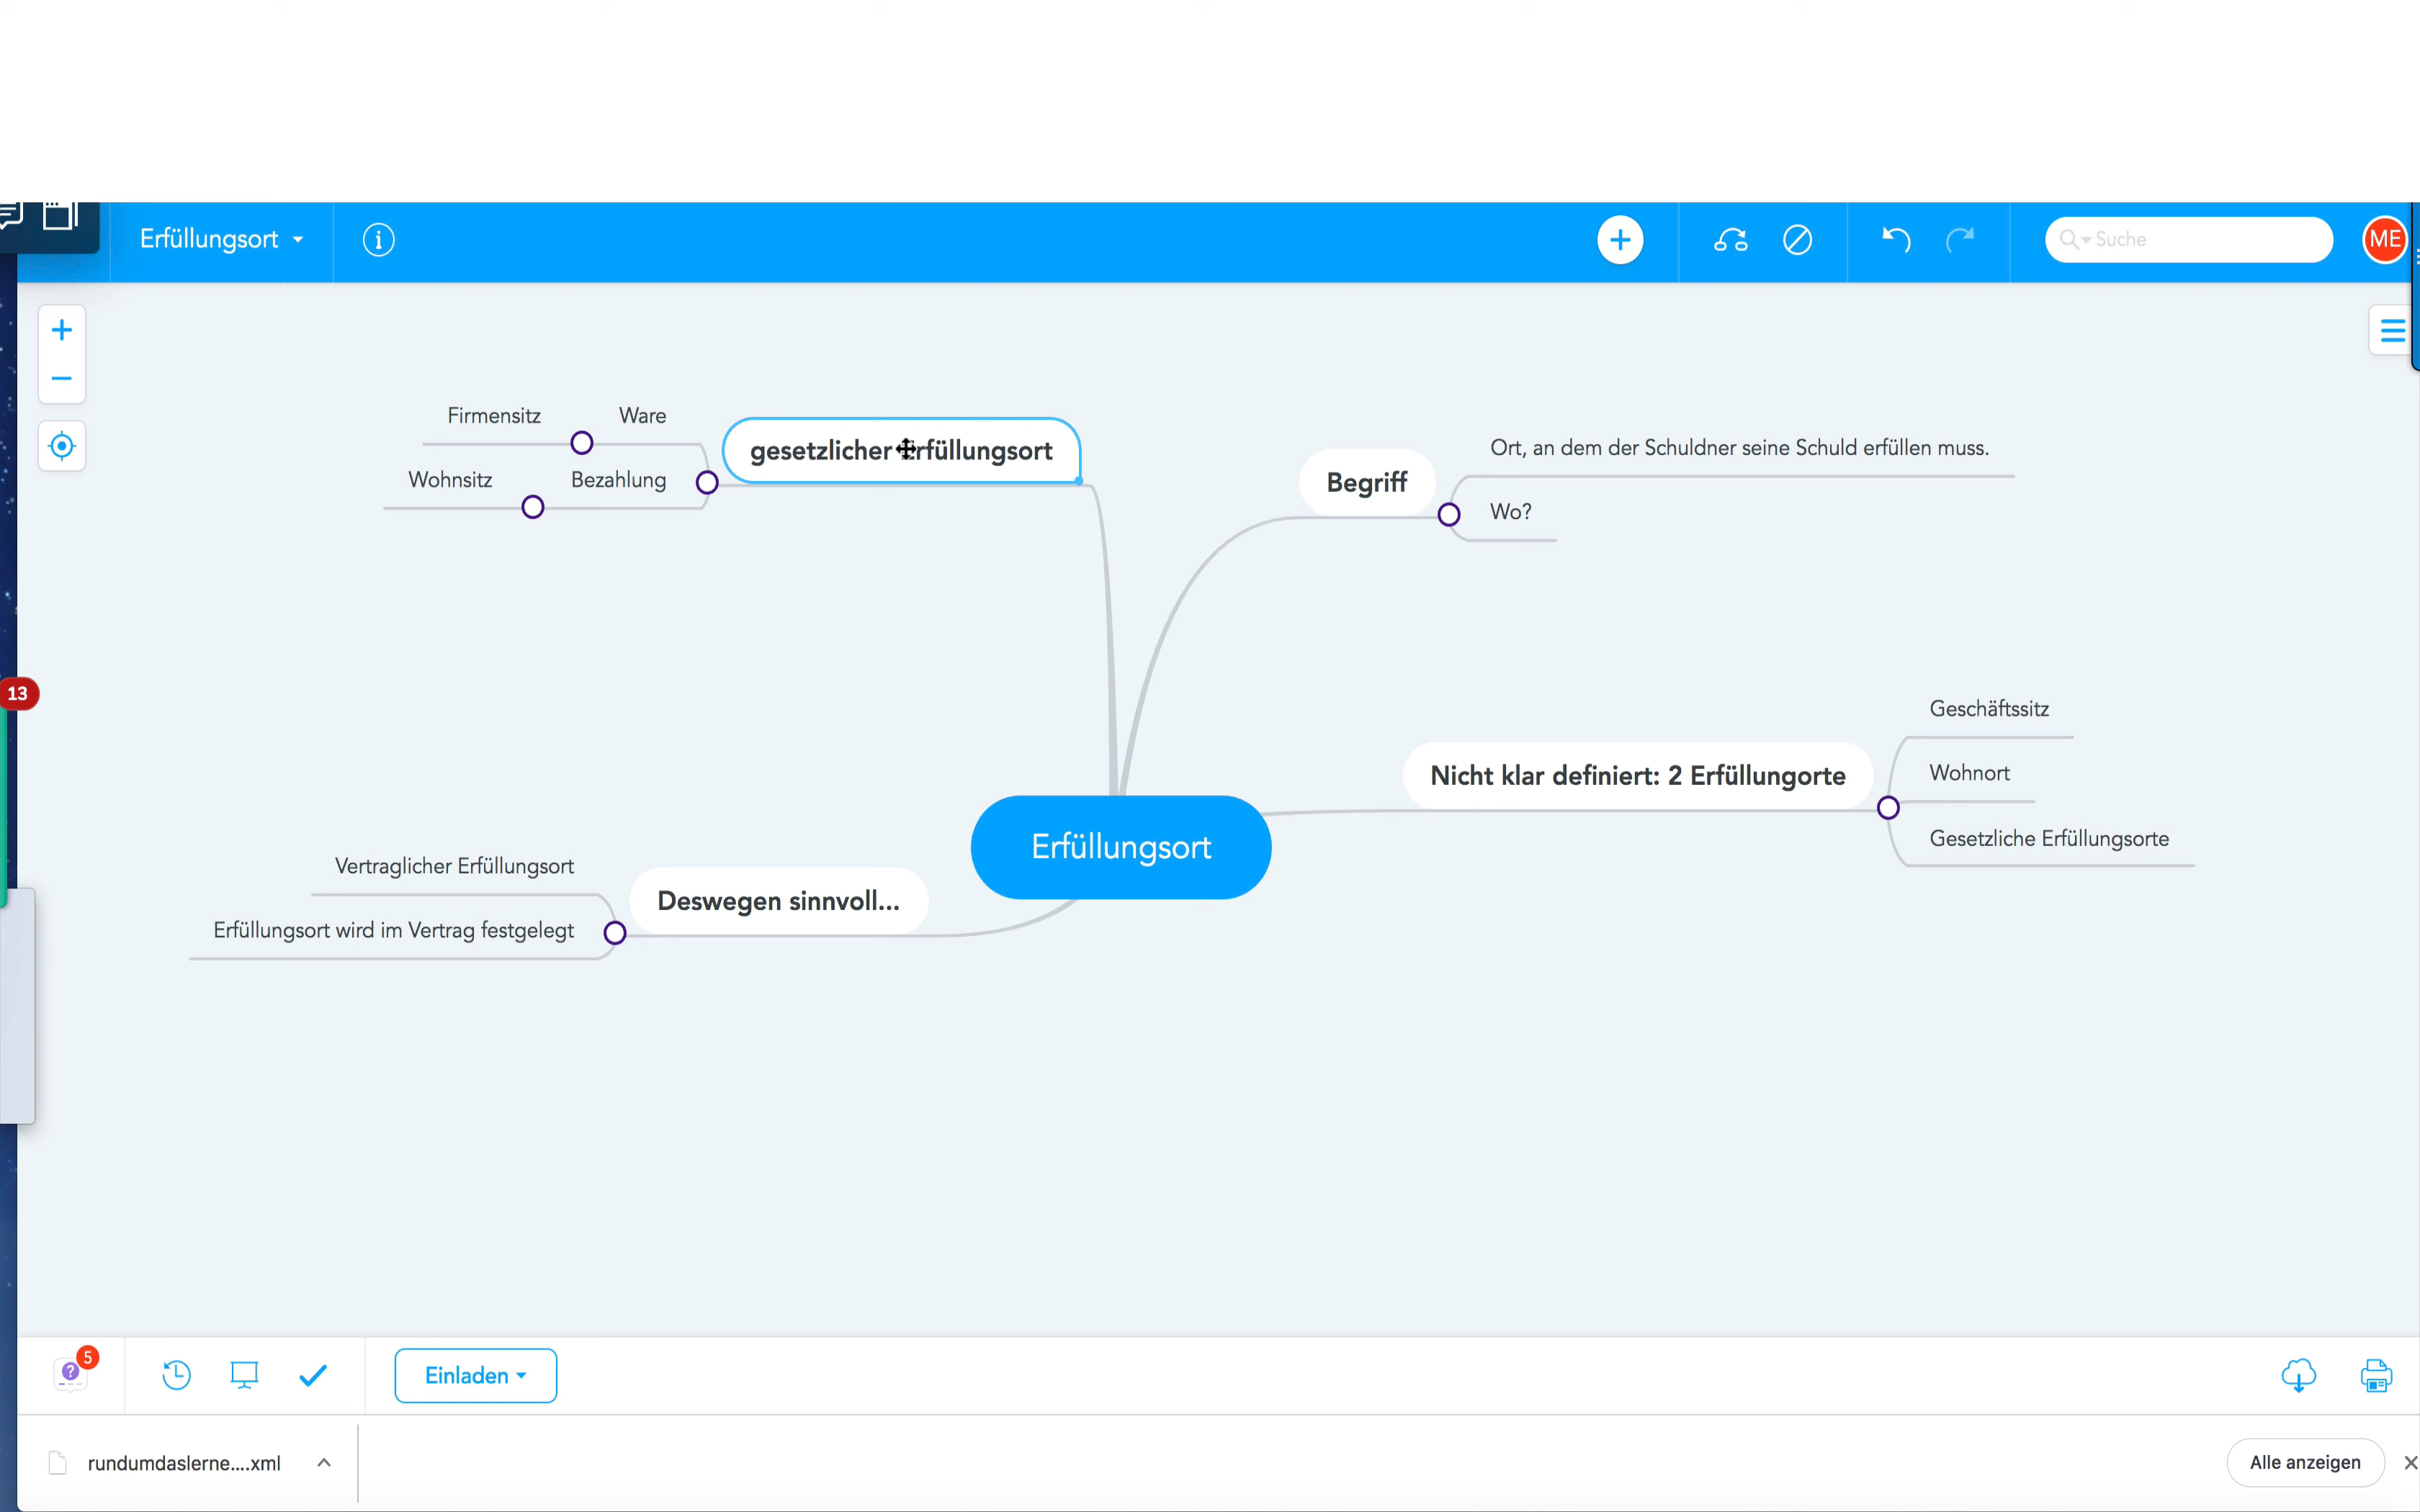 Erfüllungsort
Suche
ME
Firmensitz
Ware
gesetzlicher Erfüllungsort
Wohnsitz
Bezahlung
Begriff
Ort, an dem der Schuldner seine Schuld erfüllen muss.
Wo?
13
Nicht klar definiert: 2 Erfüllungorte
Geschäftssitz
Wohnort
Gesetzliche Erfüllungsorte
Erfüllungsort
Vertraglicher Erfüllungsort
Deswegen sinnvoll...
Erfüllungsort wird im Vertrag festgelegt
5
Einladen
rundumdaslerne....xml
Alle anzeigen